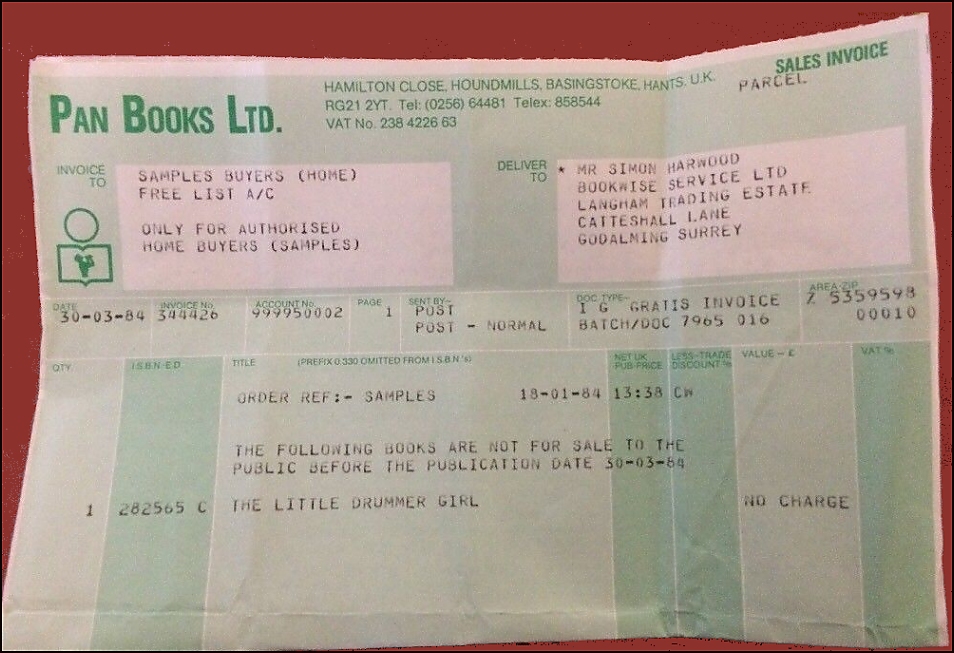 SALES INVOICE
PARCEL
PAN BOOKS LTD.
HAMILTON CLOSE, HOUNDMILLS, BASINGSTOKE, HANTS. U.K.
RG21 2YT. Tel: (0256) 64481 Telex: 858544
VAT No. 238 4226 63
INVOICE TO
SAMPLES BUYERS (HOME)
FREE LIST A/C
ONLY FOR AUTHORISED
HOME BUYERS (SAMPLES)
DELIVER TO
* MR SIMON HARWOOD
BOOKWISE SERVICE LTD
LANGHAM TRADING ESTATE
CATTESHALL LANE
GODALMING SURREY
DATE INVOICE No. ACCOUNT No. PAGE SENT BY— DOC TYPE— AREA-ZIP
30-03-84 344426 999950002 1 POST I G GRATIS INVOICE Z 5359598
POST - NORMAL BATCH/DOC 7965 016 00010
QTY. I.S.B.N-E.D TITLE (PREFIX 0.330 OMITTED FROM I.S.B.N's) NET UK PUB-PRICE LESS-TRADE DISCOUNT % VALUE — £ VAT %
ORDER REF:- SAMPLES 18-01-84 13:38 CW
THE FOLLOWING BOOKS ARE NOT FOR SALE TO THE
PUBLIC BEFORE THE PUBLICATION DATE 30-03-84
1 282565 C THE LITTLE DRUMMER GIRL NO CHARGE